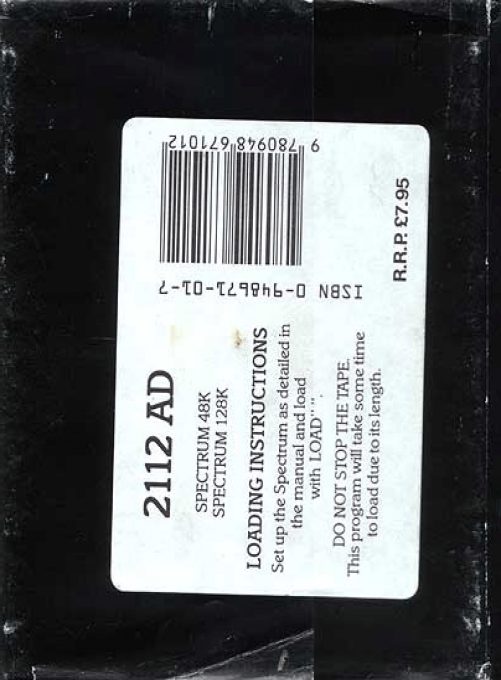 2112 AD
SPECTRUM 48K
SPECTRUM 128K
LOADING INSTRUCTIONS
Set up the Spectrum as detailed in
the manual and load
with LOAD" ".
DO NOT STOP THE TAPE.
This program will take some time
to load due to its length.
ISBN 0-948671-01-7
9 780948 671012
R.R.P. £7.95